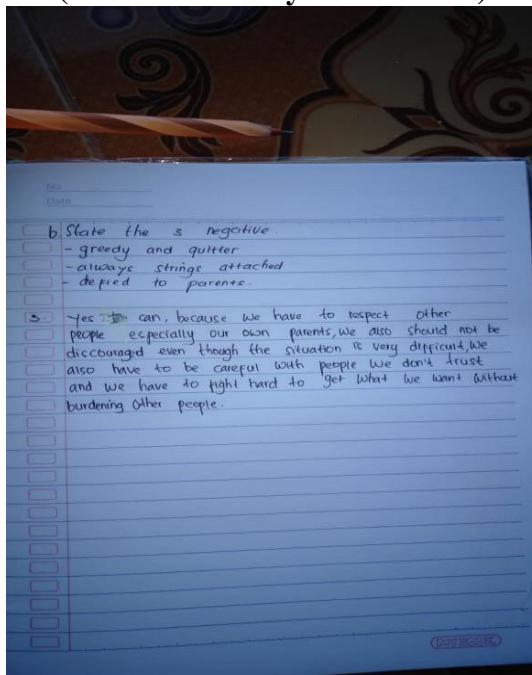 No
Date
b. State the 3 negative.
- greedy and quitter
- always strings attached
- defied to parents.
3. Yes can, because we have to respect other
people especially our own parents, we also should not be
discouraged even though the situation is very difficult, we
also have to be careful with people we don't trust
and we have to fight hard to get what we want without
burdening other people.